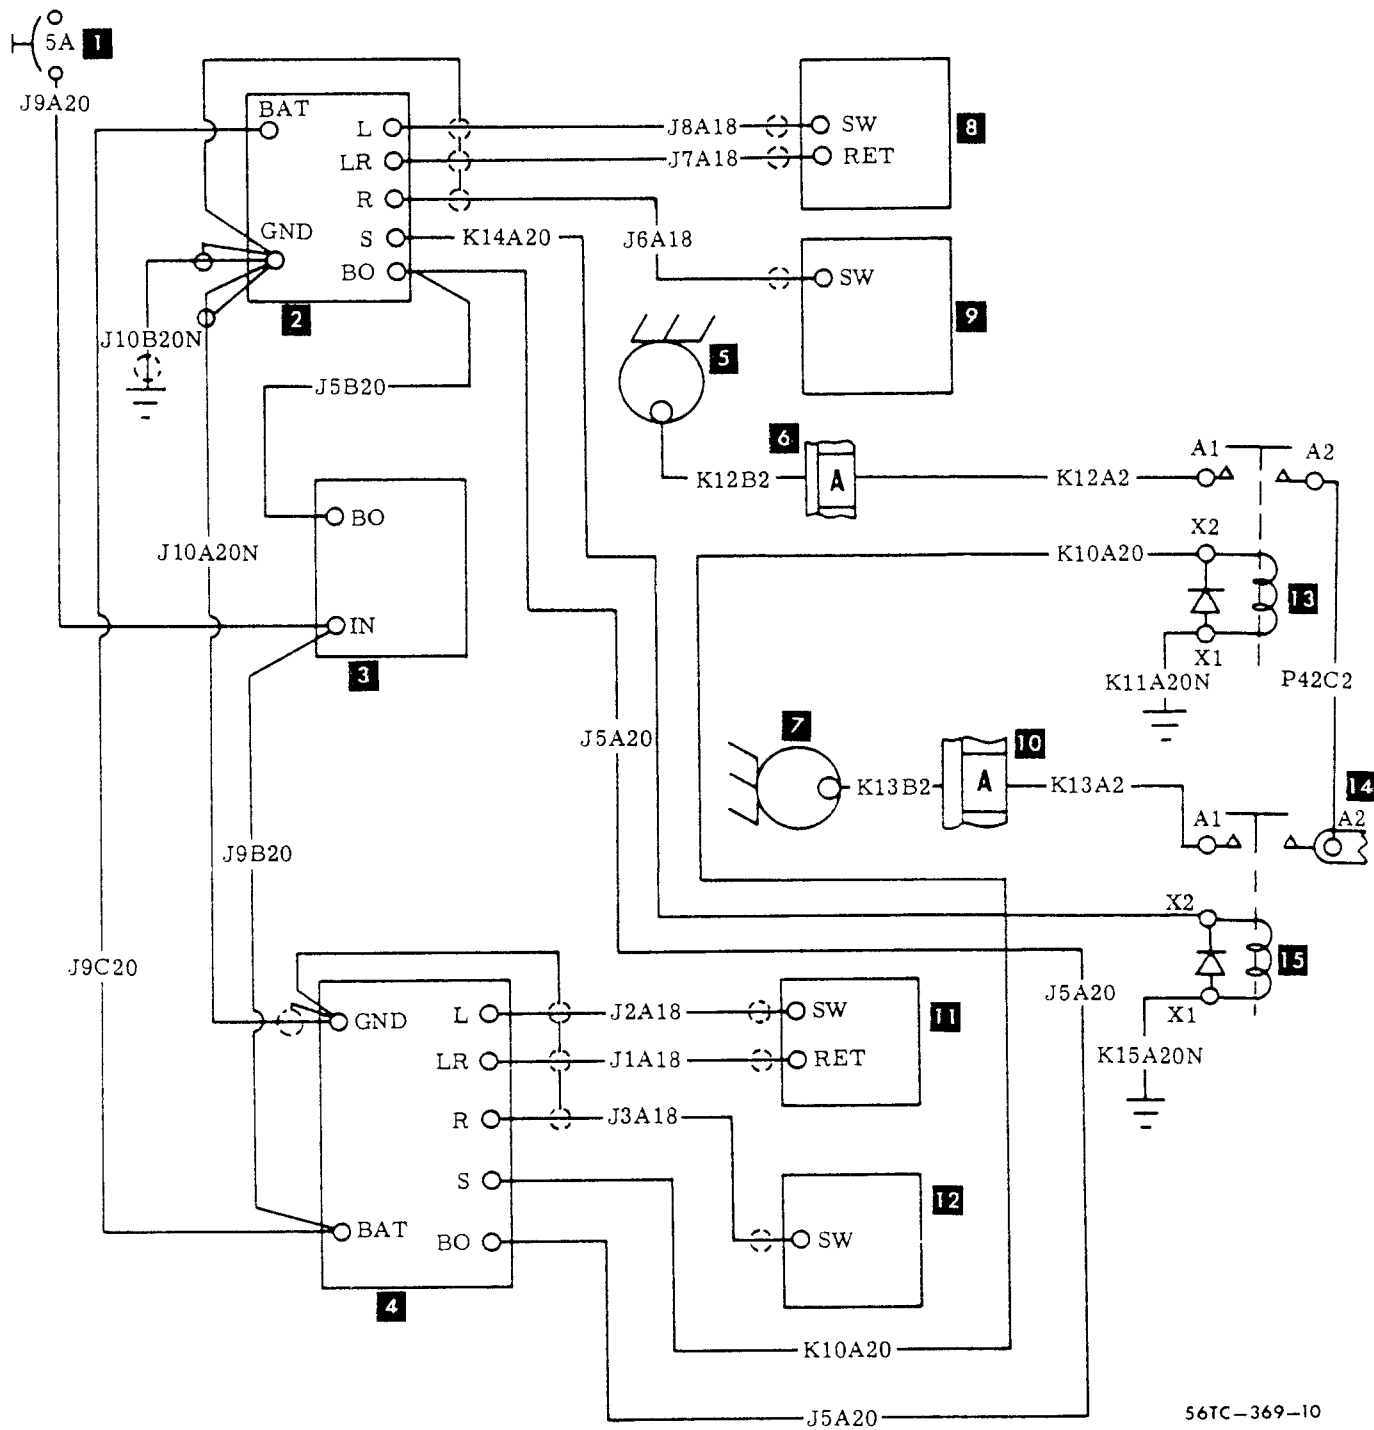 5A 1
J9A20
BAT
L J8A18 SW 8
LR J7A18 RET
R
GND S K14A20 J6A18
BO SW
2 9
J10B20N 5
J5B20
6 A1 A2
K12B2 A K12A2
BO X2
J10A20N K10A20
13
IN
X1
3 K11A20N P42C2
7 10
J5A20
K13B2 A K13A2 14
A1 A2
J9B20
X2
J9C20 15
J5A20
L J2A18 SW 11 X1
GND
LR J1A18 RET K15A20N
R J3A18
S 12
BAT BO SW
4
K10A20
J5A20
56TC-369-10